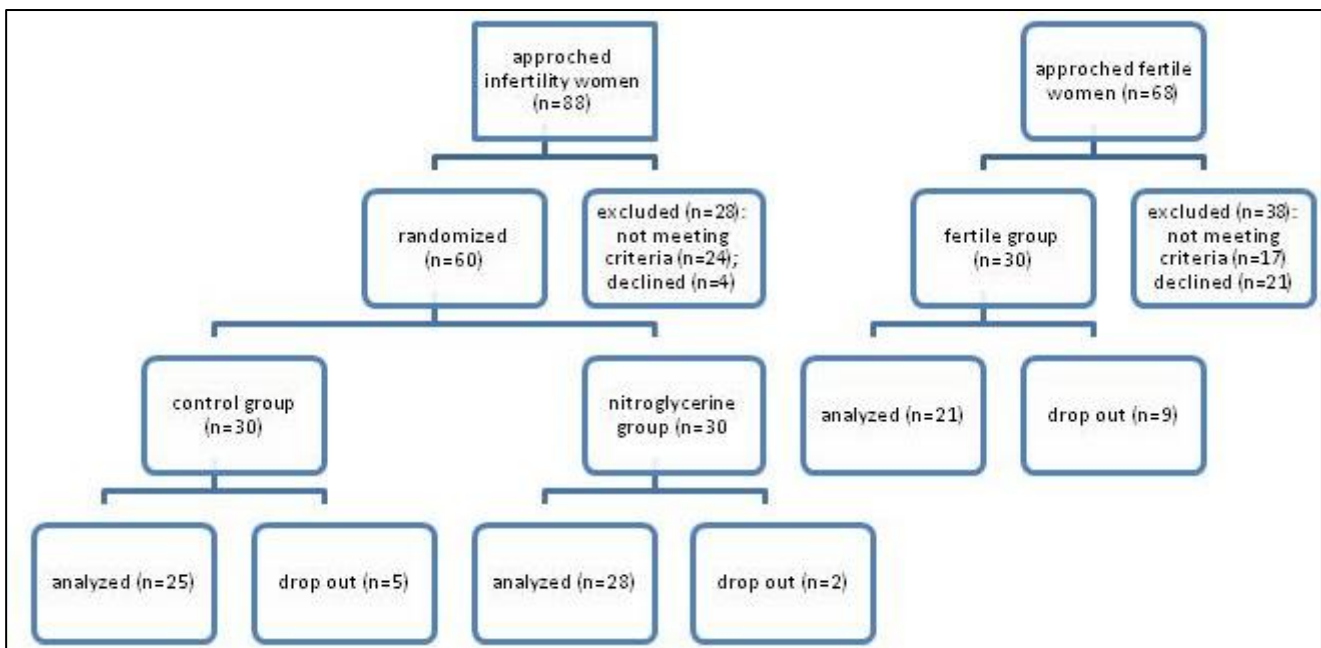 approched
infertility women
(n=88)
approched fertile
women (n=68)
randomized
(n=60)
excluded (n=28):
not meeting
criteria (n=24);
declined (n=4)
fertile group
(n=30)
excluded (n=38):
not meeting
criteria (n=17)
declined (n=21)
control group
(n=30)
nitroglycerine
group (n=30
analyzed (n=21)
drop out (n=9)
analyzed (n=25)
drop out (n=5)
analyzed (n=28)
drop out (n=2)